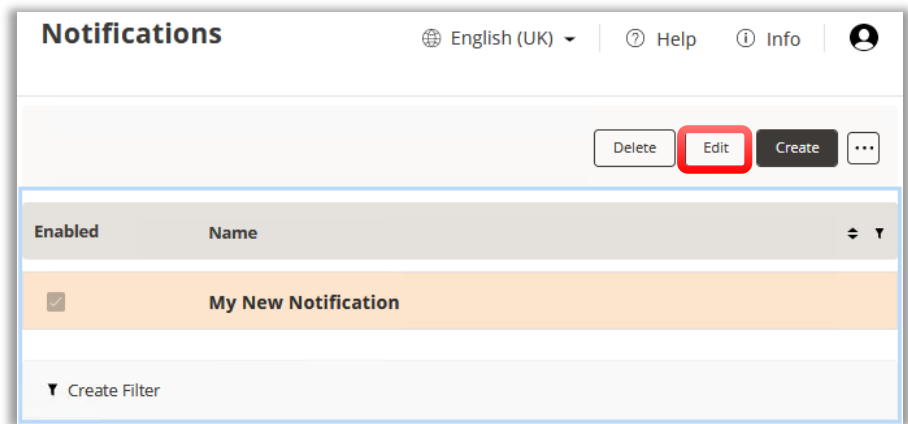 Notifications English (UK) Help Info
Delete Edit Create
Enabled Name
My New Notification
Create Filter